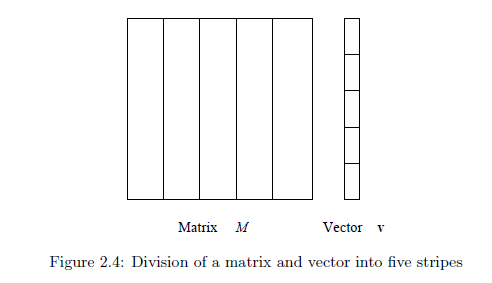 Matrix M Vector v
Figure 2.4: Division of a matrix and vector into five stripes